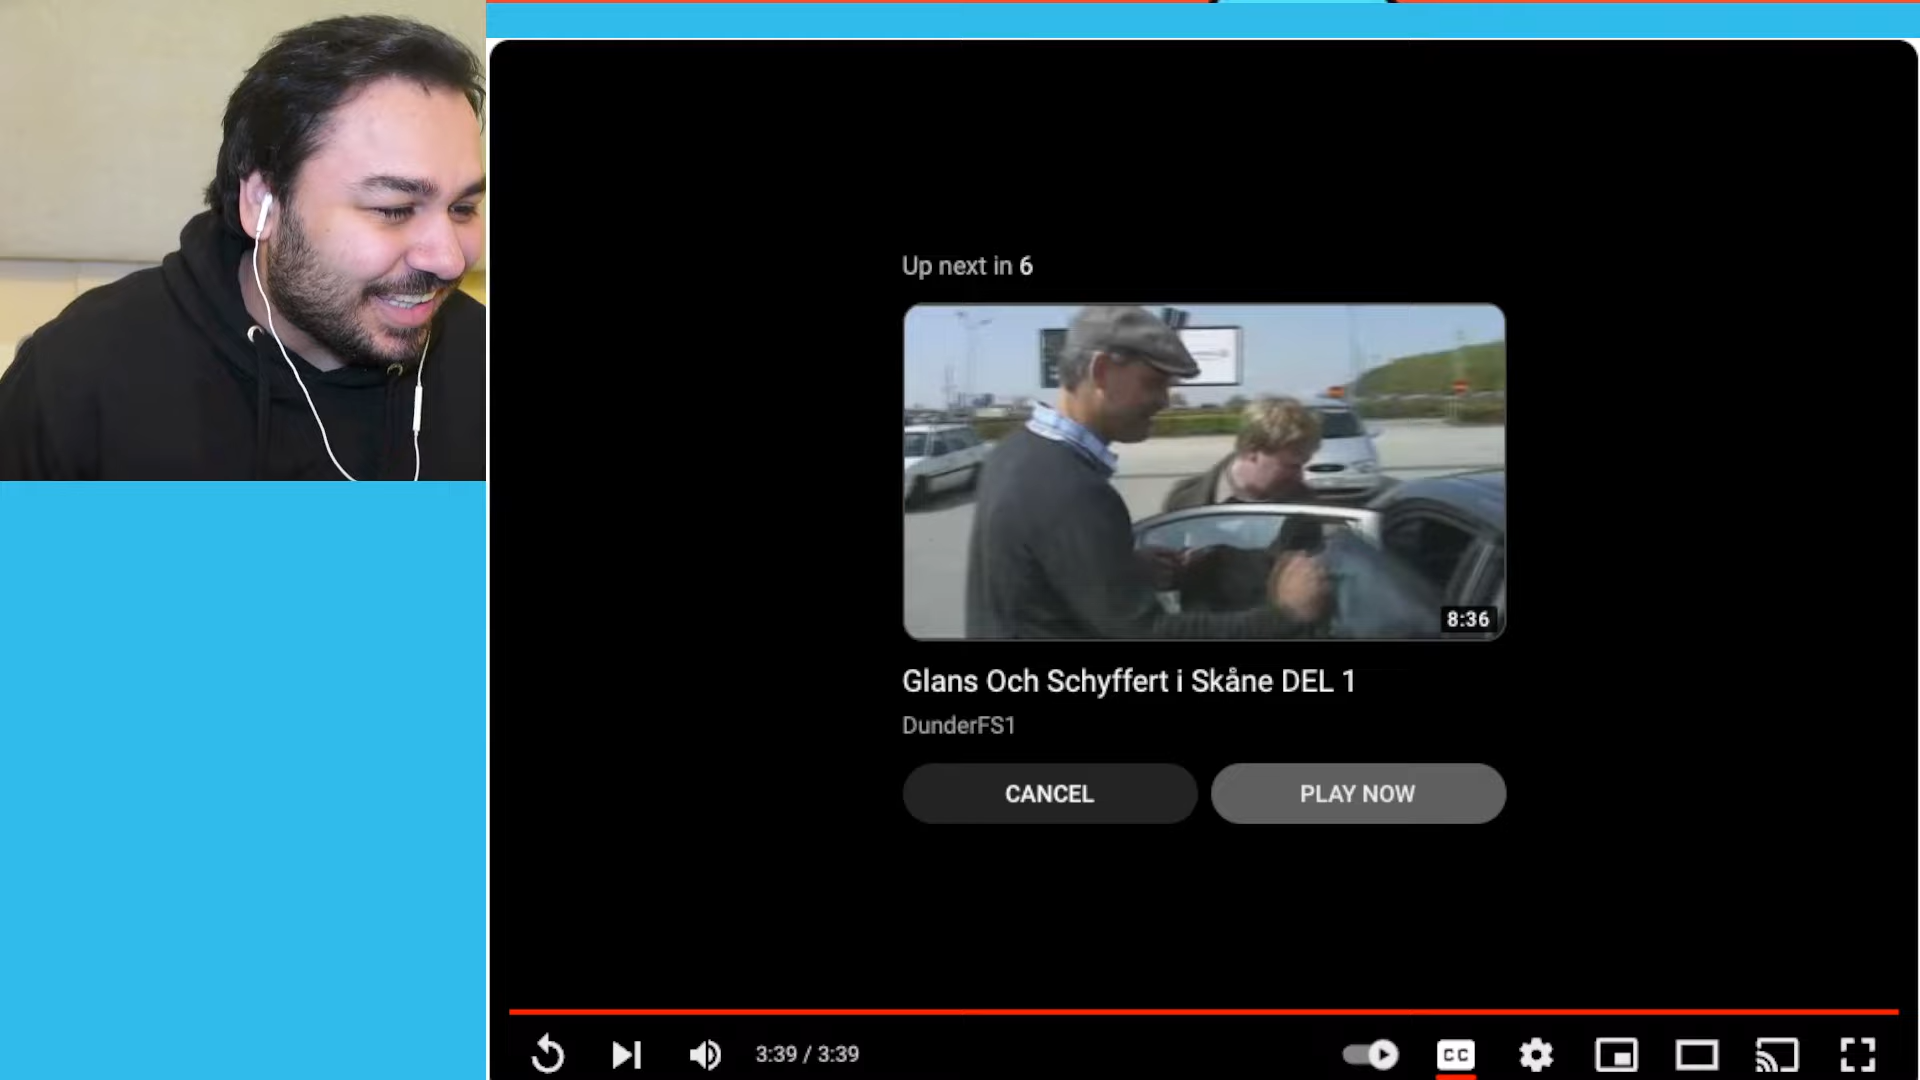 Up next in 6
8:36
Glans Och Schyffert i Skåne DEL 1
DunderFS1
CANCEL
PLAY NOW
3:39 / 3:39
CC